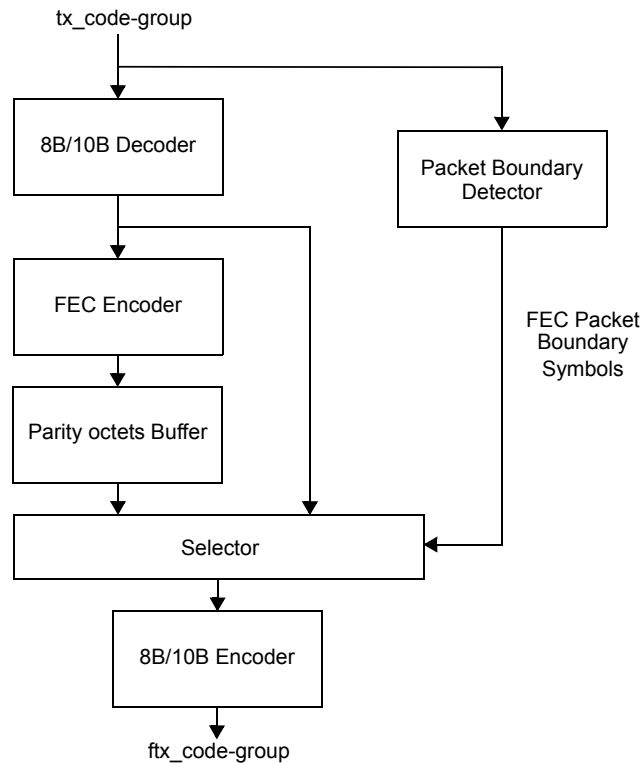 tx_code-group
8B/10B Decoder
Packet Boundary
Detector
FEC Encoder
FEC Packet
Boundary
Symbols
Parity octets Buffer
Selector
8B/10B Encoder
ftx_code-group